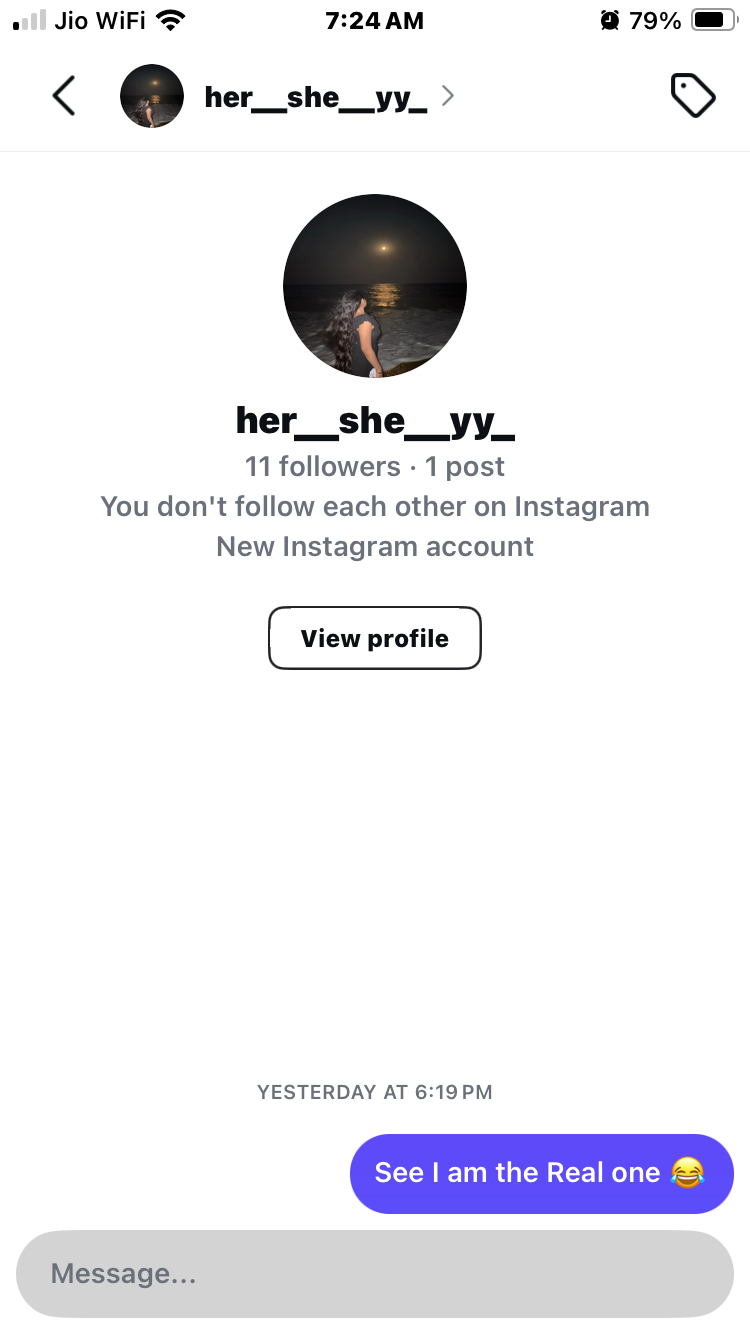 Jio WiFi 7:24 AM 79%
her__she__yy_
her__she__yy_
11 followers · 1 post
You don't follow each other on Instagram
New Instagram account
View profile
YESTERDAY AT 6:19 PM
See I am the Real one 😂
Message...